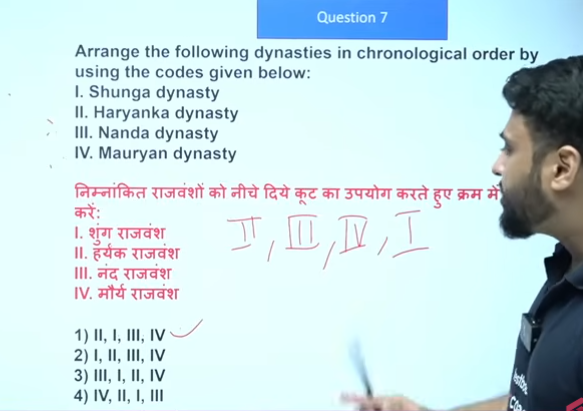 Question 7
Arrange the following dynasties in chronological order by
using the codes given below:
I. Shunga dynasty
II. Haryanka dynasty
III. Nanda dynasty
IV. Mauryan dynasty
निम्नांकित राजवंशों को नीचे दिये कूट का उपयोग करते हुए क्रम में
करें:
I. शुंग राजवंश
II. हर्यक राजवंश
III. नंद राजवंश
IV. मौर्य राजवंश
II, III, IV, I
1) II, I, III, IV
2) I, II, III, IV
3) III, I, II, IV
4) IV, II, I, III